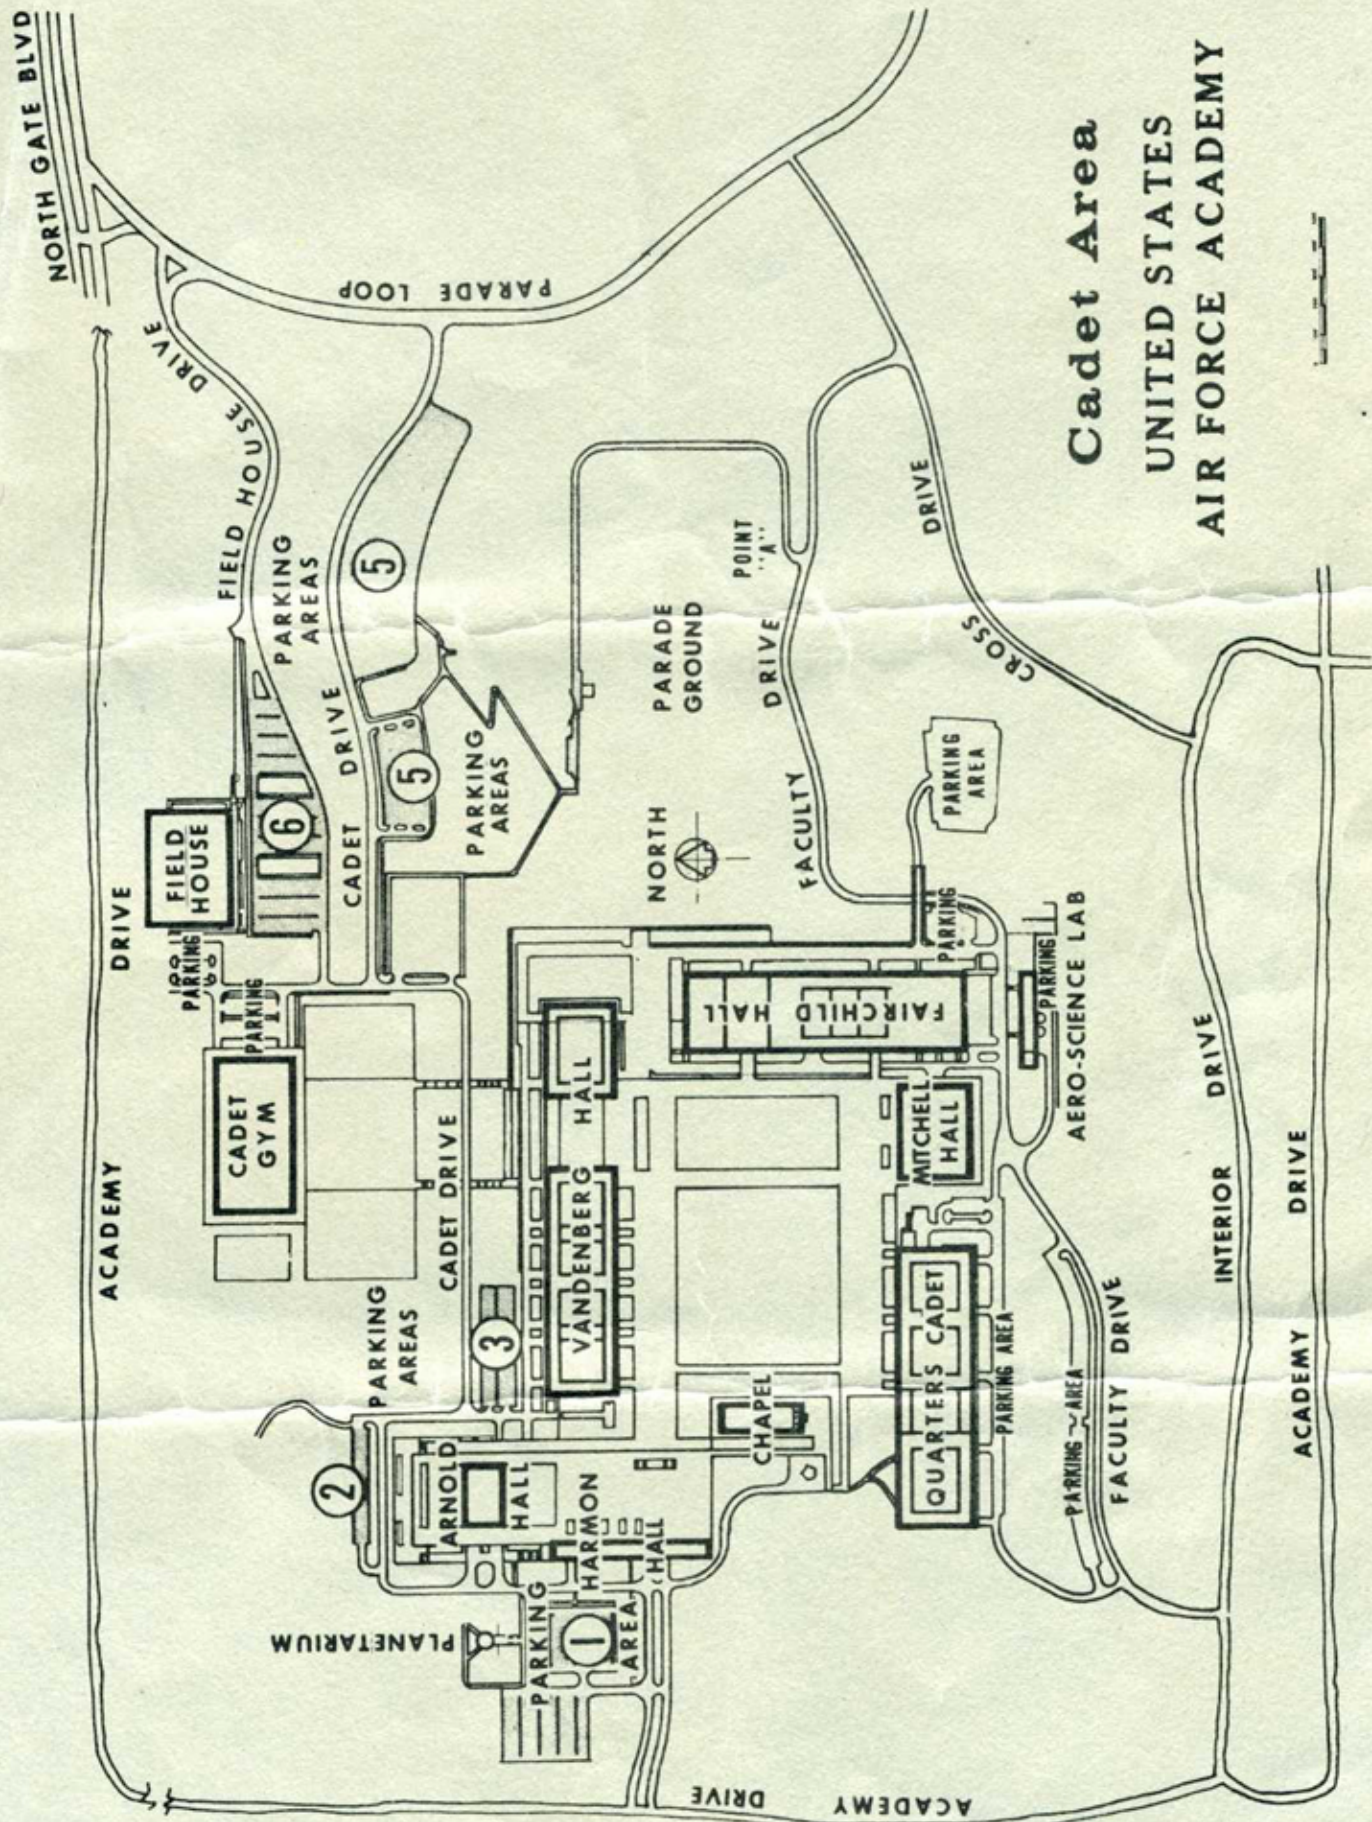 Cadet Area
UNITED STATES
AIR FORCE ACADEMY
NORTH GATE BLVD
PARADE LOOP
FIELD HOUSE DRIVE
PARKING
AREAS
5
5
6
FIELD
HOUSE
CADET DRIVE
PARKING
AREAS
PARADE
GROUND
POINT
"A"
NORTH
FACULTY DRIVE
CROSS DRIVE
PARKING
AREA
PARKING
PARKING
AERO-SCIENCE LAB
FAIRCHILD HALL
MITCHELL
HALL
PARKING
PARKING
CADET
GYM
ACADEMY DRIVE
CADET DRIVE
VANDENBERG HALL
3
PARKING
AREAS
2
ARNOLD
HALL
HARMON
HALL
CHAPEL
PLANETARIUM
PARKING
1
AREA
QUARTERS CADET
PARKING AREA
PARKING AREA
FACULTY DRIVE
INTERIOR DRIVE
ACADEMY DRIVE
ACADEMY DRIVE